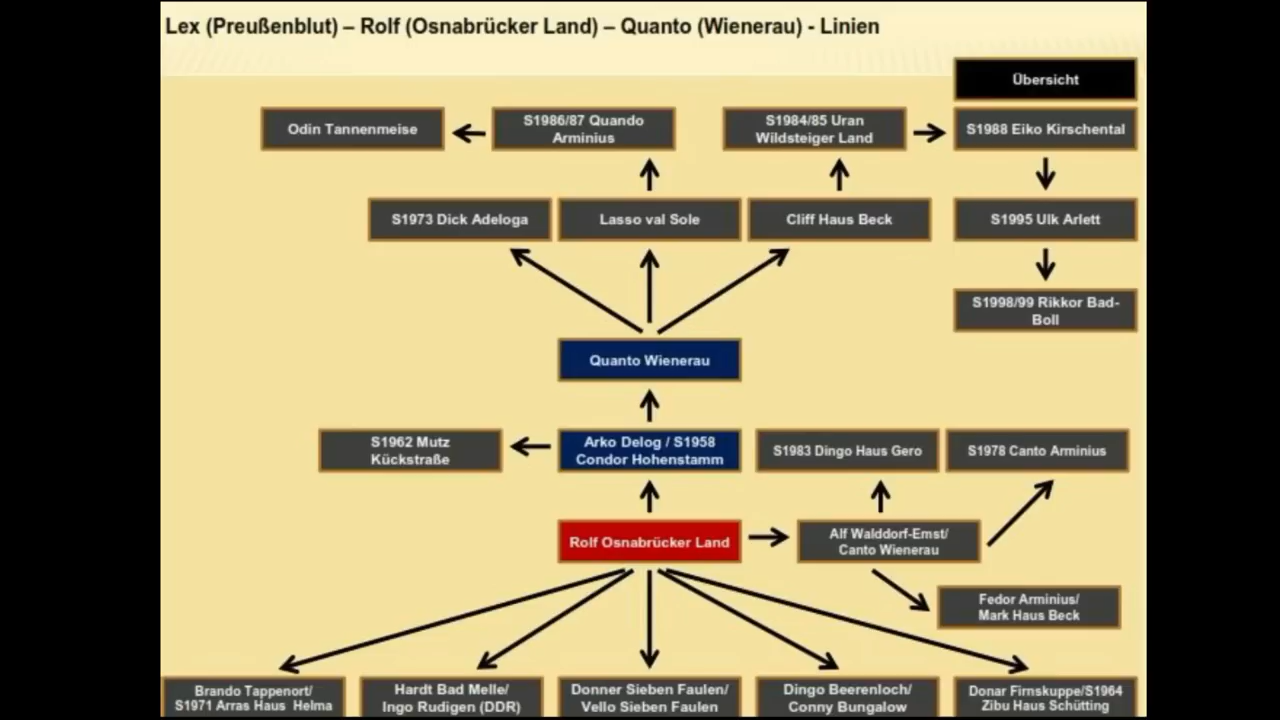 Lex (Preußenblut) – Rolf (Osnabrücker Land) – Quanto (Wienerau) - Linien
Übersicht
Odin Tannenmeise
S1986/87 Quando
Arminius
S1984/85 Uran
Wildsteiger Land
S1988 Eiko Kirschental
S1973 Dick Adeloga
Lasso val Sole
Cliff Haus Beck
S1995 Ulk Arlett
S1998/99 Rikkor Bad-
Boll
Quanto Wienerau
S1962 Mutz
Kückstraße
Arko Delog / S1958
Condor Hohenstamm
S1983 Dingo Haus Gero
S1978 Canto Arminius
Rolf Osnabrücker Land
Alf Walddorf-Emst/
Canto Wienerau
Fedor Arminius/
Mark Haus Beck
Brando Tappenort/
S1971 Arras Haus Helma
Hardt Bad Melle/
Ingo Rudigen (DDR)
Donner Sieben Faulen/
Vello Sieben Faulen
Dingo Beerenloch/
Conny Bungalow
Donar Firnskuppe/S1964
Zibu Haus Schütting